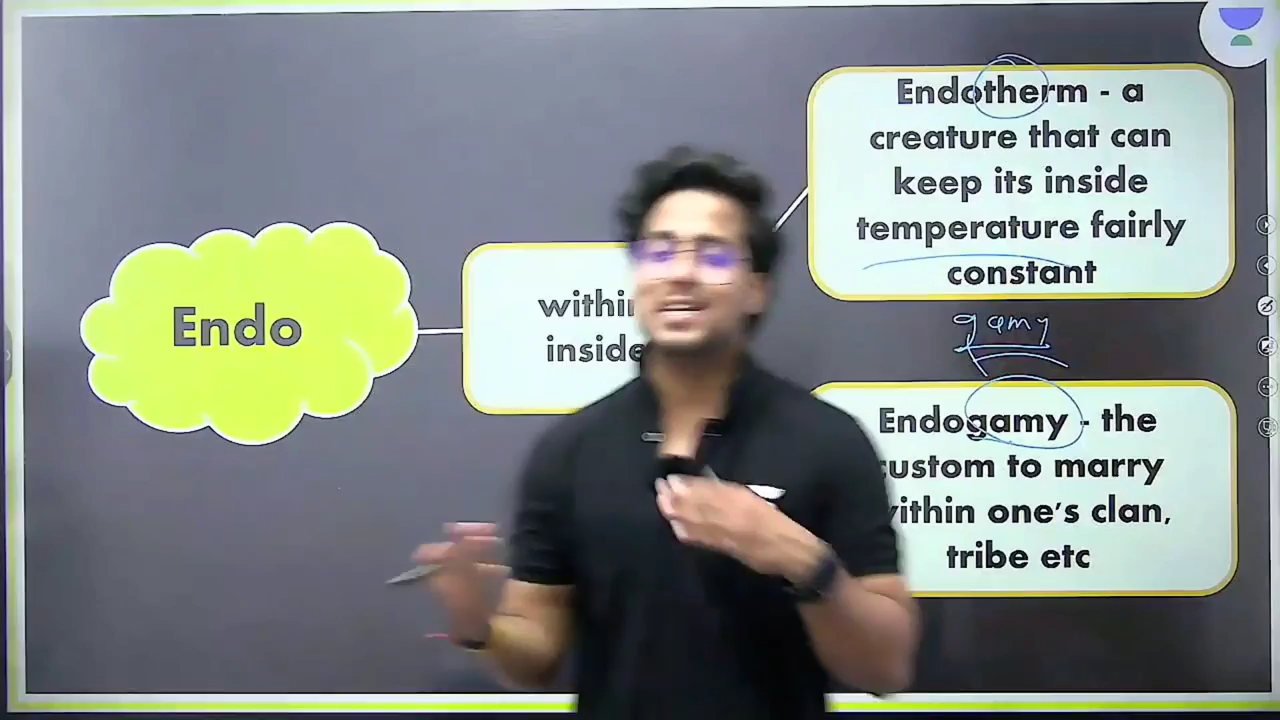 Endo
within
inside
Endotherm - a
creature that can
keep its inside
temperature fairly
constant
gamy
Endogamy - the
custom to marry
within one's clan,
tribe etc